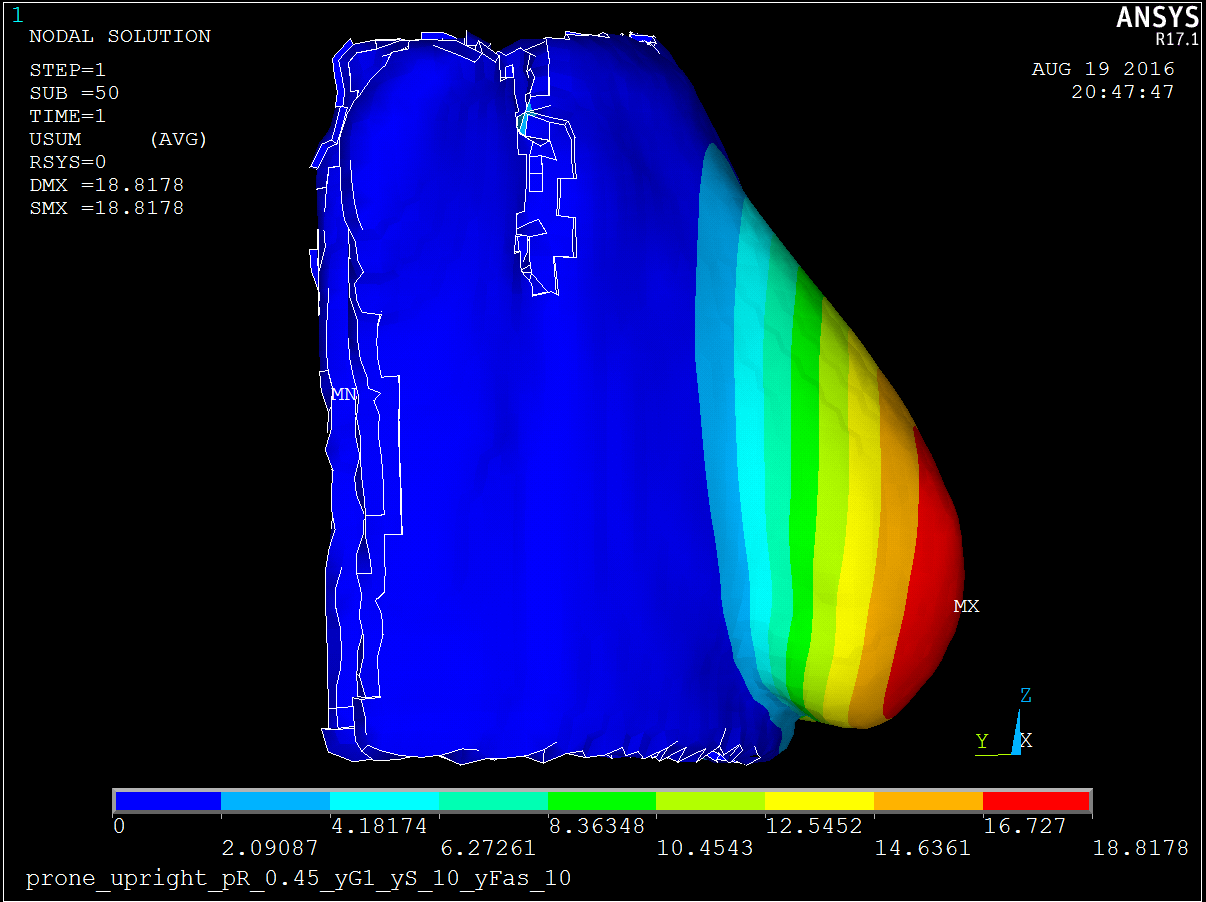 1
ANSYS
R17.1
NODAL SOLUTION
STEP=1
SUB =50
TIME=1
USUM (AVG)
RSYS=0
DMX =18.8178
SMX =18.8178
AUG 19 2016
20:47:47
MN
MX
Z
Y
X
0 4.18174 8.36348 12.5452 16.727
2.09087 6.27261 10.4543 14.6361 18.8178
prone_upright_pR_0.45_yGl_yS_10_yFas_10